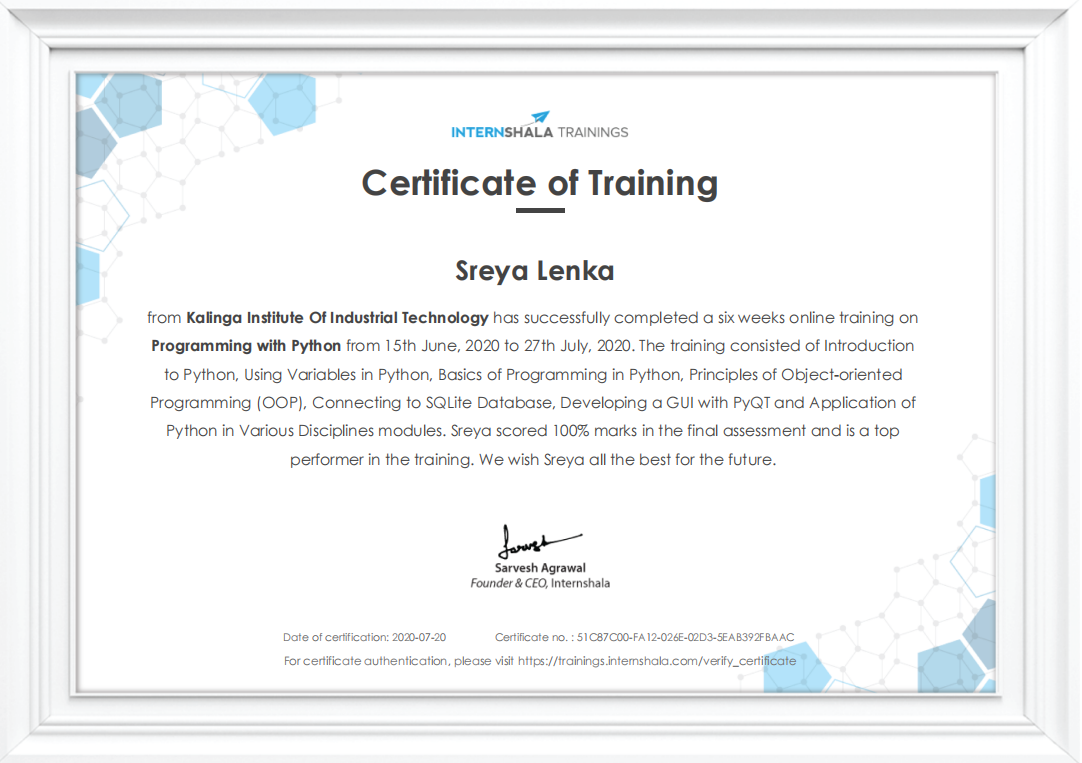 INTERNSHALA TRAININGS
Certificate of Training
Sreya Lenka
from Kalinga Institute Of Industrial Technology has successfully completed a six weeks online training on
Programming with Python from 15th June, 2020 to 27th July, 2020. The training consisted of Introduction
to Python, Using Variables in Python, Basics of Programming in Python, Principles of Object-oriented
Programming (OOP), Connecting to SQLite Database, Developing a GUI with PyQT and Application of
Python in Various Disciplines modules. Sreya scored 100% marks in the final assessment and is a top
performer in the training. We wish Sreya all the best for the future.
Sarvesh
Sarvesh Agrawal
Founder & CEO, Internshala
Date of certification: 2020-07-20 Certificate no. : 51C87C00-FA12-026E-02D3-5EAB392FBAAC
For certificate authentication, please visit https://trainings.internshala.com/verify_certificate